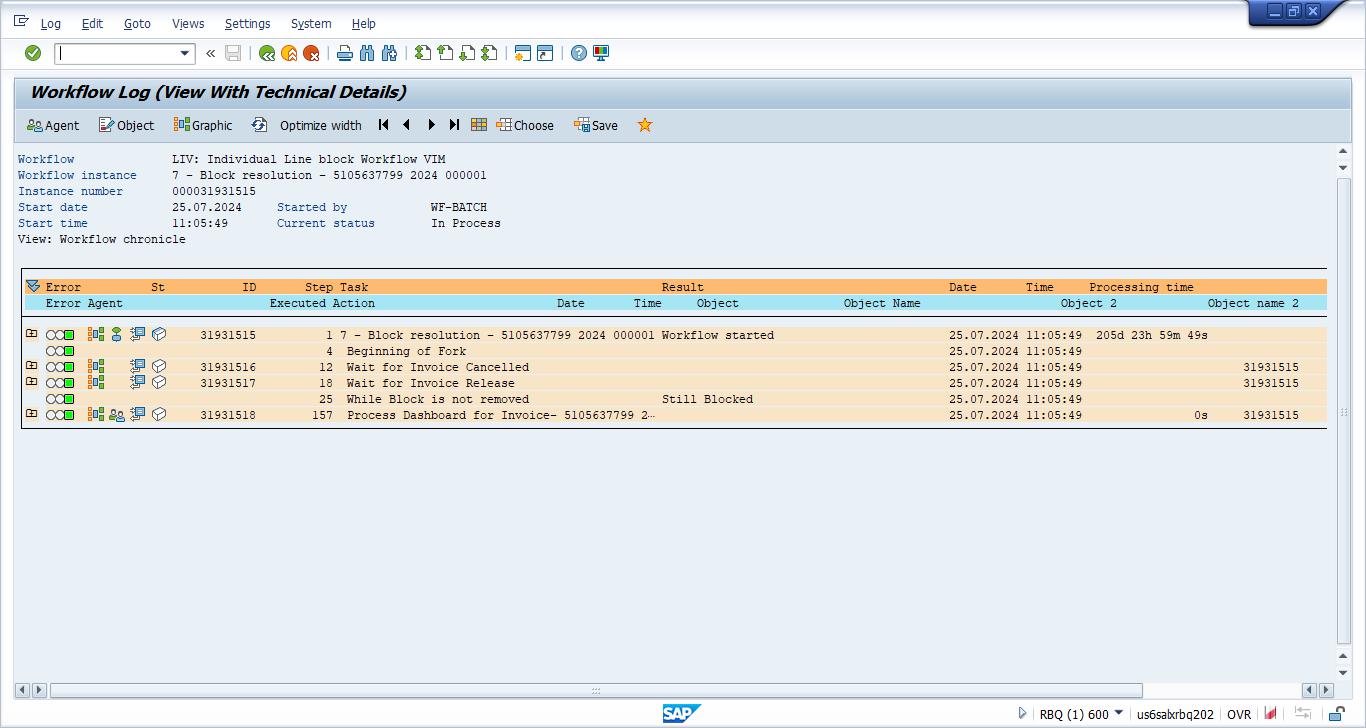 Log Edit Goto Views Settings System Help
Workflow Log (View With Technical Details)
Agent Object Graphic Optimize width Choose Save
Workflow LIV: Individual Line block Workflow VIM
Workflow instance 7 - Block resolution - 5105637799 2024 000001
Instance number 000031931515
Start date 25.07.2024 Started by WF-BATCH
Start time 11:05:49 Current status In Process
View: Workflow chronicle
Error St ID Step Task Result Date Time Processing time
Error Agent Executed Action Date Time Object Object Name Object 2 Object name 2
31931515 1 7 - Block resolution - 5105637799 2024 000001 Workflow started 25.07.2024 11:05:49 205d 23h 59m 49s
4 Beginning of Fork 25.07.2024 11:05:49
31931516 12 Wait for Invoice Cancelled 25.07.2024 11:05:49 31931515
31931517 18 Wait for Invoice Release 25.07.2024 11:05:49 31931515
25 While Block is not removed Still Blocked 25.07.2024 11:05:49
31931518 157 Process Dashboard for Invoice- 5105637799 2… 25.07.2024 11:05:49 0s 31931515
SAP RBQ (1) 600 us6salxrbq202 OVR